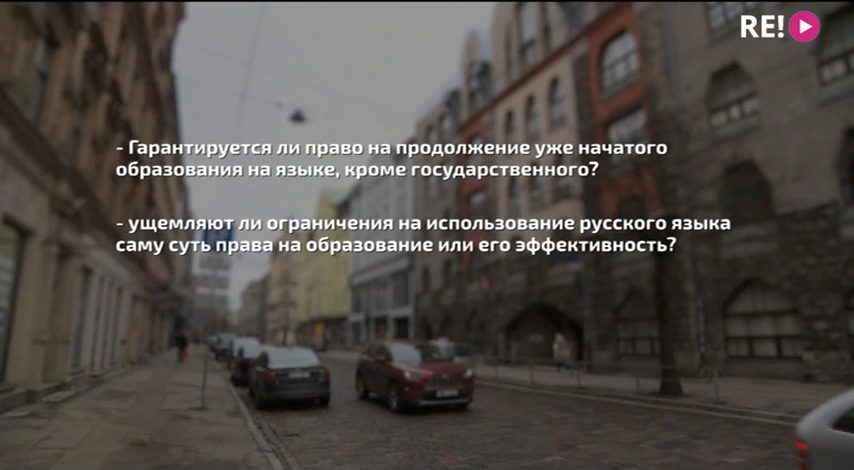 RE!
- Гарантируется ли право на продолжение уже начатого
образования на языке, кроме государственного?
- ущемляют ли ограничения на использование русского языка
саму суть права на образование или его эффективность?